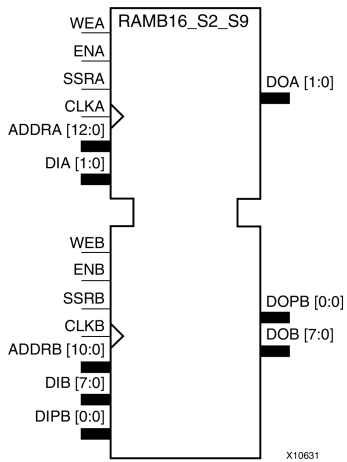 RAMB16_S2_S9
WEA
ENA
SSRA
CLKA
ADDRA [12:0]
DIA [1:0]
DOA [1:0]
WEB
ENB
SSRB
CLKB
ADDRB [10:0]
DIB [7:0]
DIPB [0:0]
DOPB [0:0]
DOB [7:0]
X10631